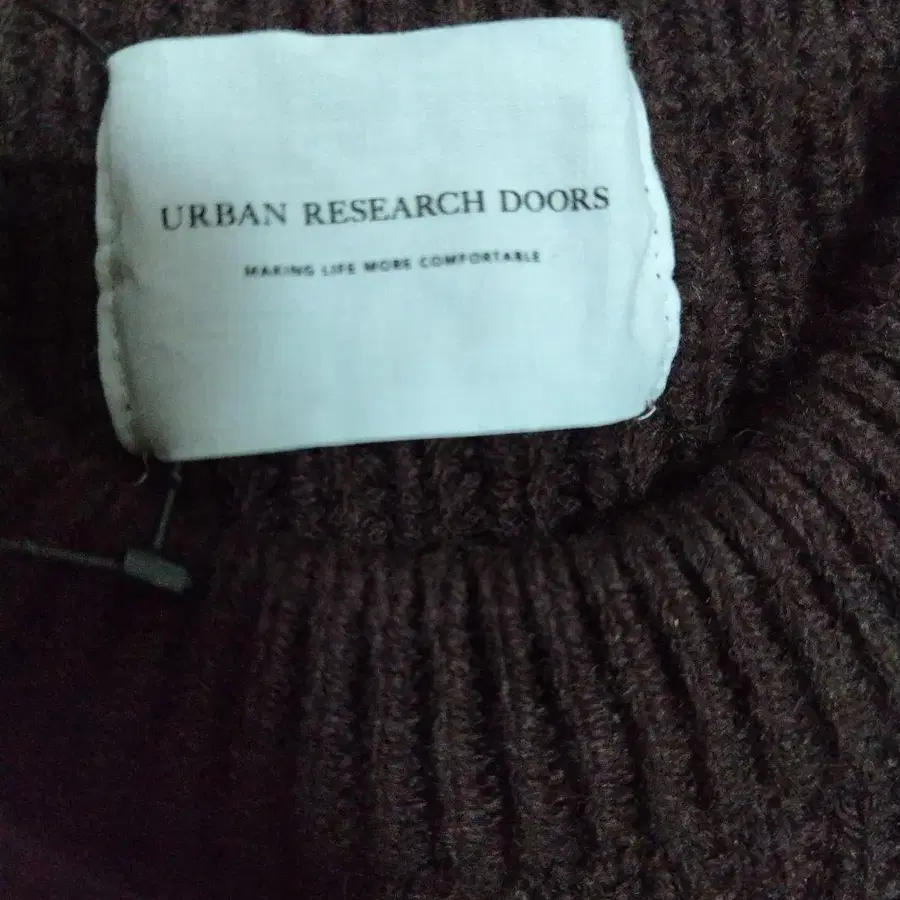 URBAN RESEARCH DOORS
MAKING LIFE MORE COMFORTABLE